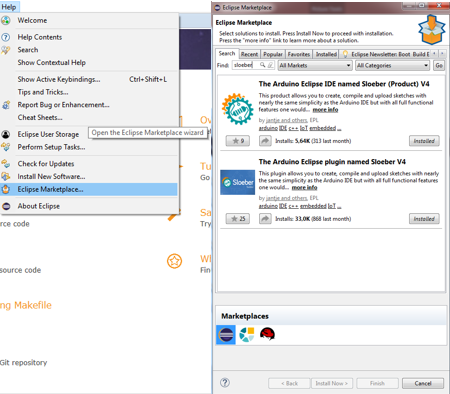 Help
Welcome
Help Contents
Search
Show Contextual Help
Show Active Keybindings... Ctrl+Shift+L
Tips and Tricks...
Report Bug or Enhancement...
Cheat Sheets...
Eclipse User Storage
Open the Eclipse Marketplace wizard
Perform Setup Tasks...
Check for Updates
Install New Software...
Eclipse Marketplace...
About Eclipse
Ov
Tu
Go
Sa
Try
Wh
Fin
rce code
source code
ng Makefile
Git repository
Eclipse Marketplace
Eclipse Marketplace
Select solutions to install. Press Install Now to proceed with installation.
Press the "more info" link to learn more about a solution.
Search Recent Popular Favorites Installed Eclipse Newsletter: Boot Build E
Find: sloeber All Markets All Categories Go
The Arduino Eclipse IDE named Sloeber (Product) V4
This product allows you to create, compile and upload sketches with
nearly the same simplicity as the Arduino IDE but with all full functional
features one would... more info
by jantje and others, EPL
arduino IDE c++ embedded IoT ...
9 Installs: 5.64K (313 last month) Installed
The Arduino Eclipse plugin named Sloeber V4
Sloeber
This plugin allows you to create, compile and upload sketches with nearly
the same simplicity as the Arduino IDE but with all full functional features
one would... more info
by jantje and others, EPL
arduino IDE c++ embedded IoT ...
25 Installs: 33,0K (868 last month) Installed
Marketplaces
?
< Back Install Now > Finish Cancel